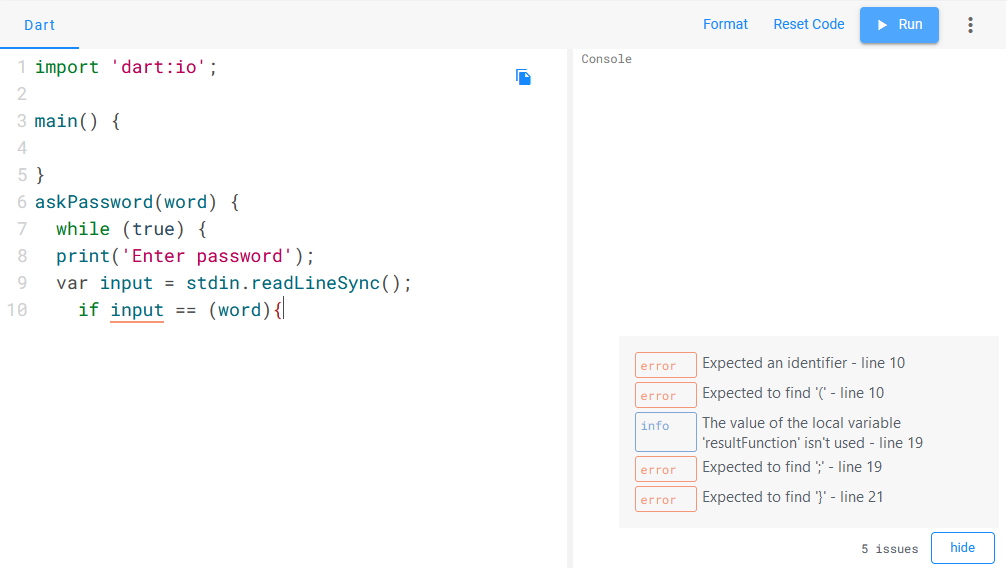 Dart
Format
Reset Code
Run
1 import 'dart:io';
2
3 main() {
4
5 }
6 askPassword(word) {
7 while (true) {
8 print('Enter password');
9 var input = stdin.readLineSync();
10 if input == (word){
Console
error Expected an identifier - line 10
error Expected to find '(' - line 10
info The value of the local variable
'resultFunction' isn't used - line 19
error Expected to find ';' - line 19
error Expected to find '}' - line 21
5 issues
hide